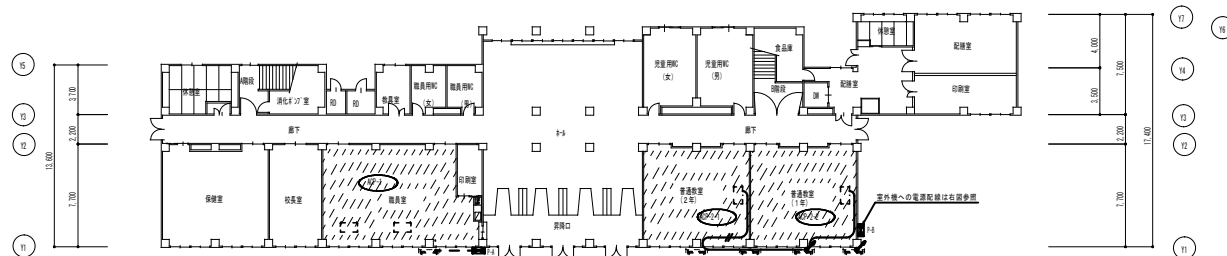 Y7
Y6
Y5
Y4
Y3
Y3
Y2
Y2
Y1
Y1
3,700
2,200
7,700
13,600
4,000
3,500
7,500
2,200
7,700
17,400
休憩室
A階段
消化ポンプ室
RD
RD
教員室
職員用WC
(女)
職員用WC
(男)
児童用WC
(女)
児童用WC
(男)
食品庫
B階段
DW
配膳室
休憩室
配膳室
印刷室
廊下
ホール
廊下
保健室
校長室
職員室
印刷室
昇降口
普通教室
(2年)
普通教室
(1年)
室外機への電源配線は右図参照
P-A
P-B